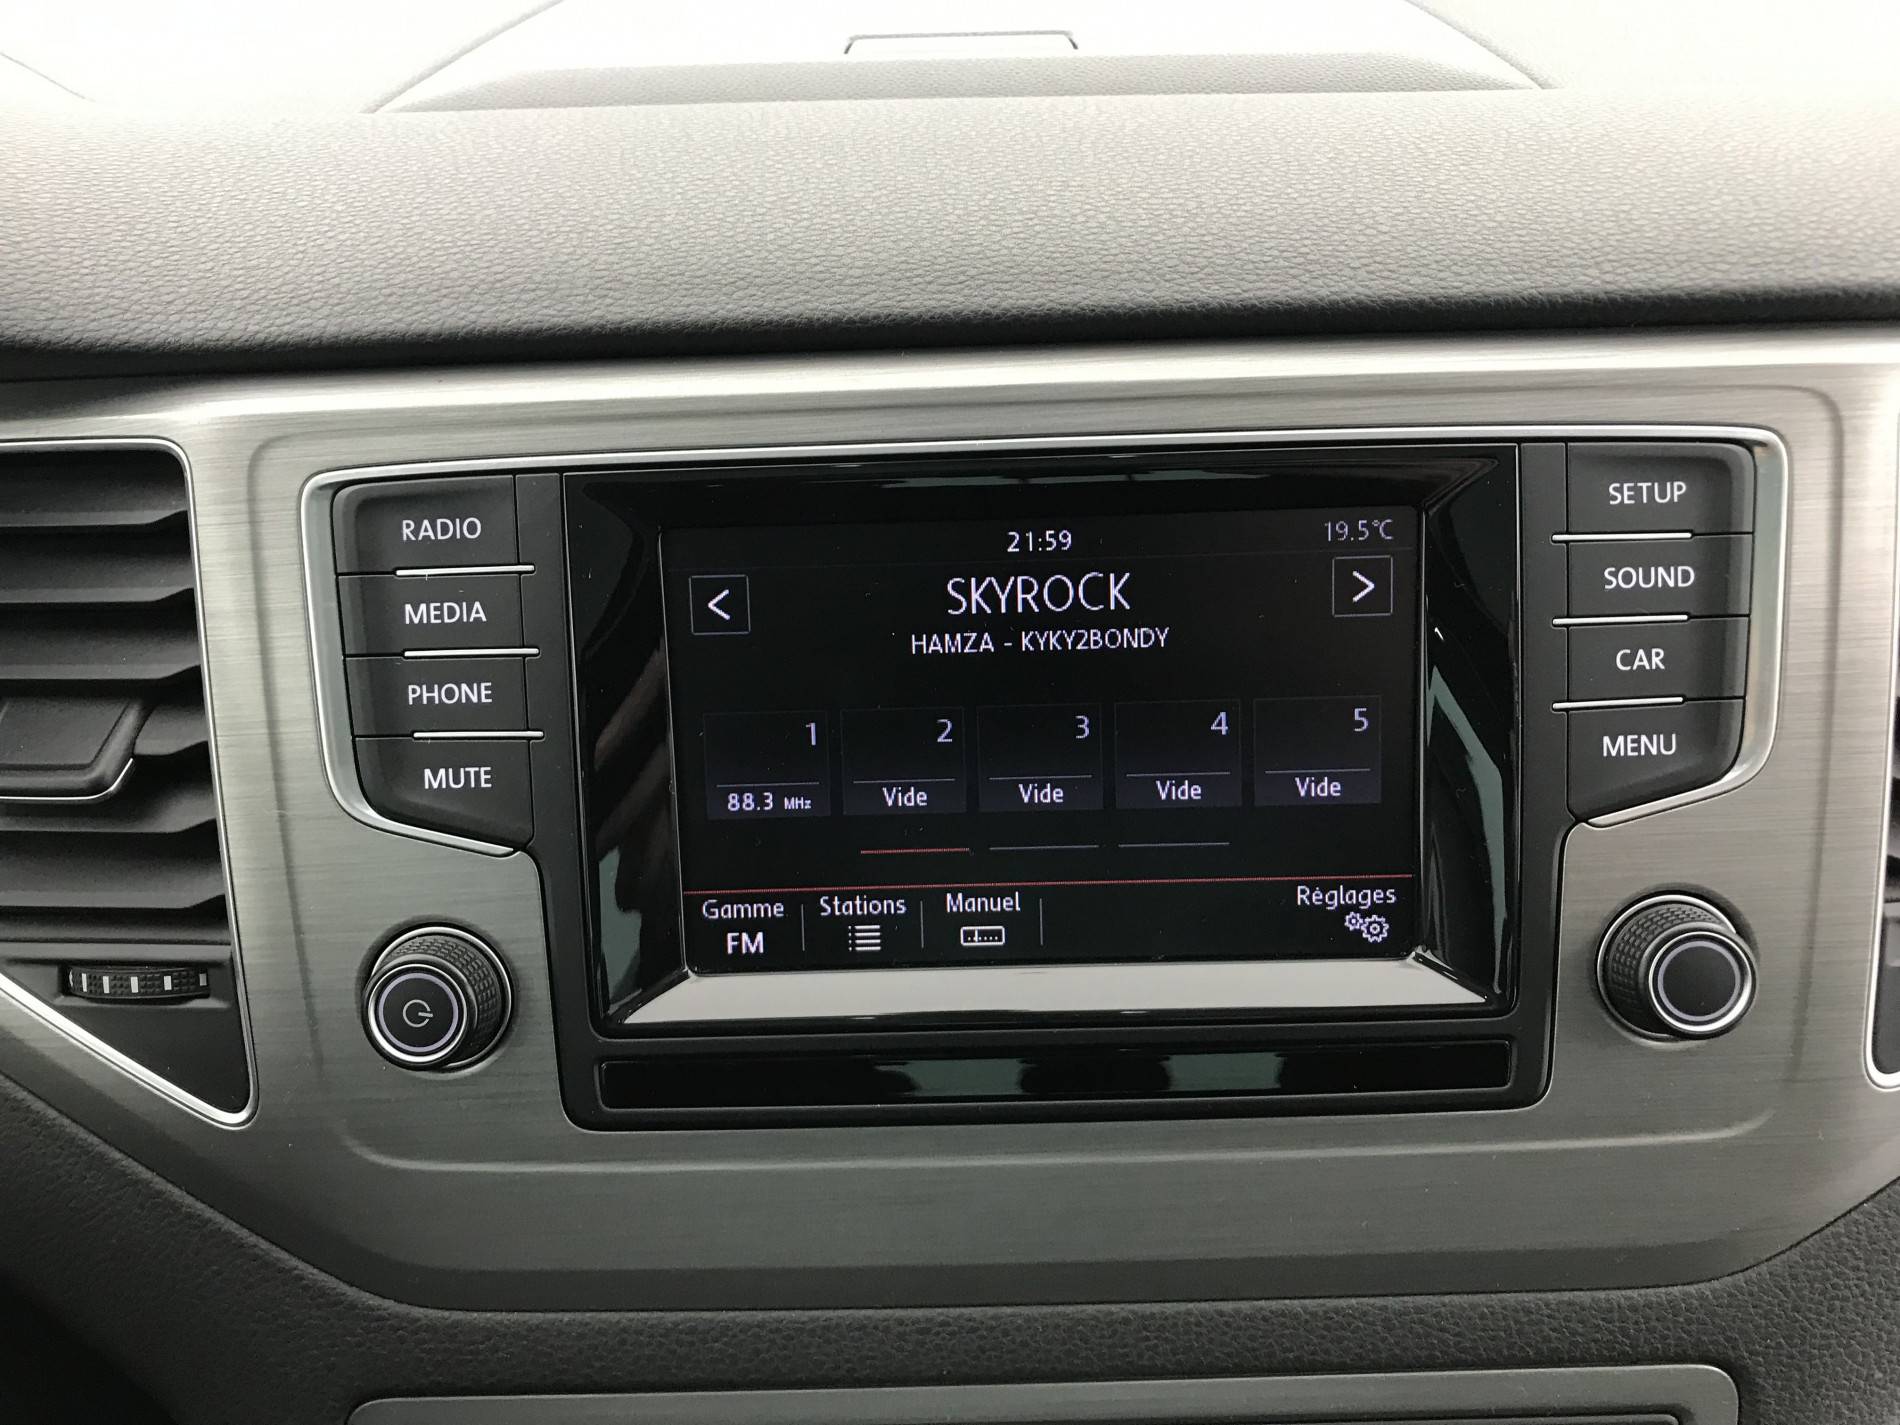 RADIO
MEDIA
PHONE
MUTE
21:59
19.5°C
<
SKYROCK
>
HAMZA - KYKY2BONDY
1
2
3
4
5
88.3 MHz
Vide
Vide
Vide
Vide
Gamme
FM
Stations
Manuel
Réglages
SETUP
SOUND
CAR
MENU